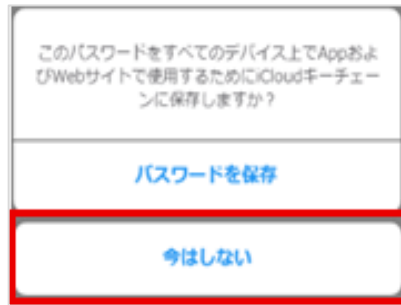 このパスワードをすべてのデバイス上でAppおよ
びWebサイトで使用するためにiCloudキーチェー
ンに保存しますか？
パスワードを保存
今はしない